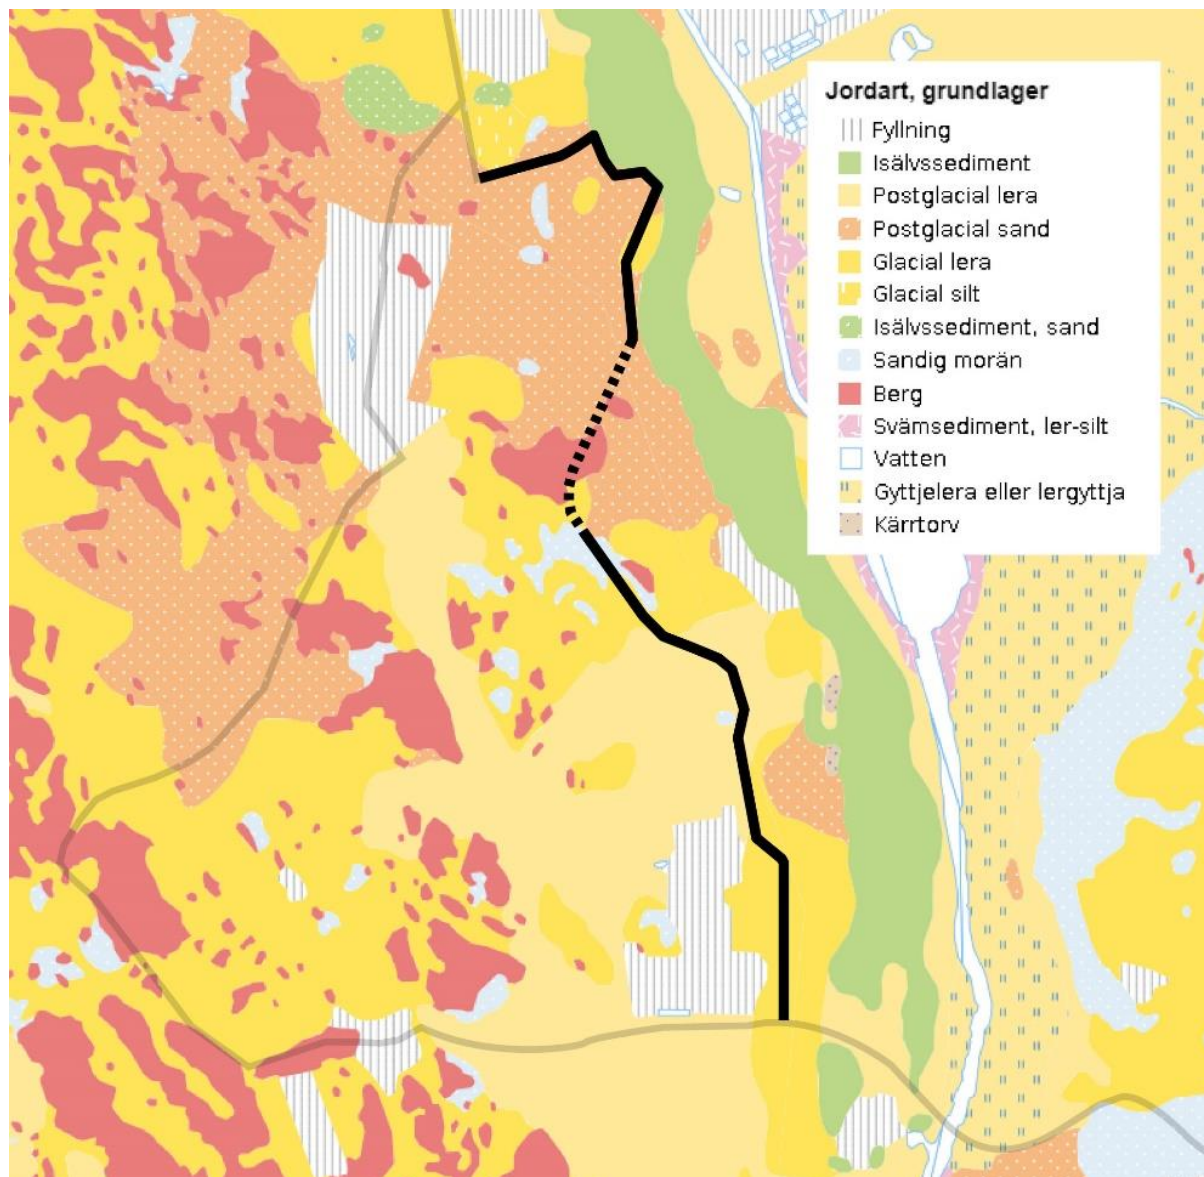 Jordart, grundlager
Fyllning
Isälvssediment
Postglacial lera
Postglacial sand
Glacial lera
Glacial silt
Isälvssediment, sand
Sandig morän
Berg
Svämsediment, ler-silt
Vatten
Gyttjelera eller lergyttja
Kärrtorv